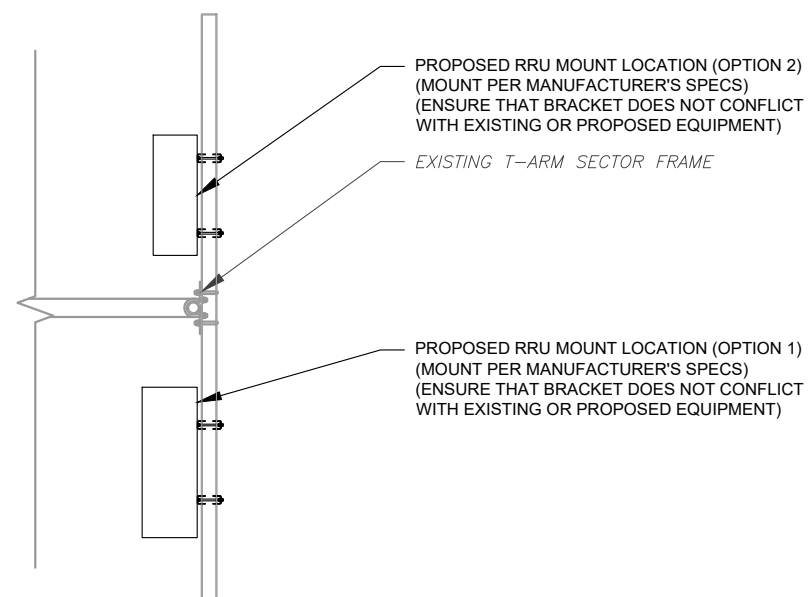 PROPOSED RRU MOUNT LOCATION (OPTION 2)
(MOUNT PER MANUFACTURER'S SPECS)
(ENSURE THAT BRACKET DOES NOT CONFLICT
WITH EXISTING OR PROPOSED EQUIPMENT)
EXISTING T-ARM SECTOR FRAME
PROPOSED RRU MOUNT LOCATION (OPTION 1)
(MOUNT PER MANUFACTURER'S SPECS)
(ENSURE THAT BRACKET DOES NOT CONFLICT
WITH EXISTING OR PROPOSED EQUIPMENT)